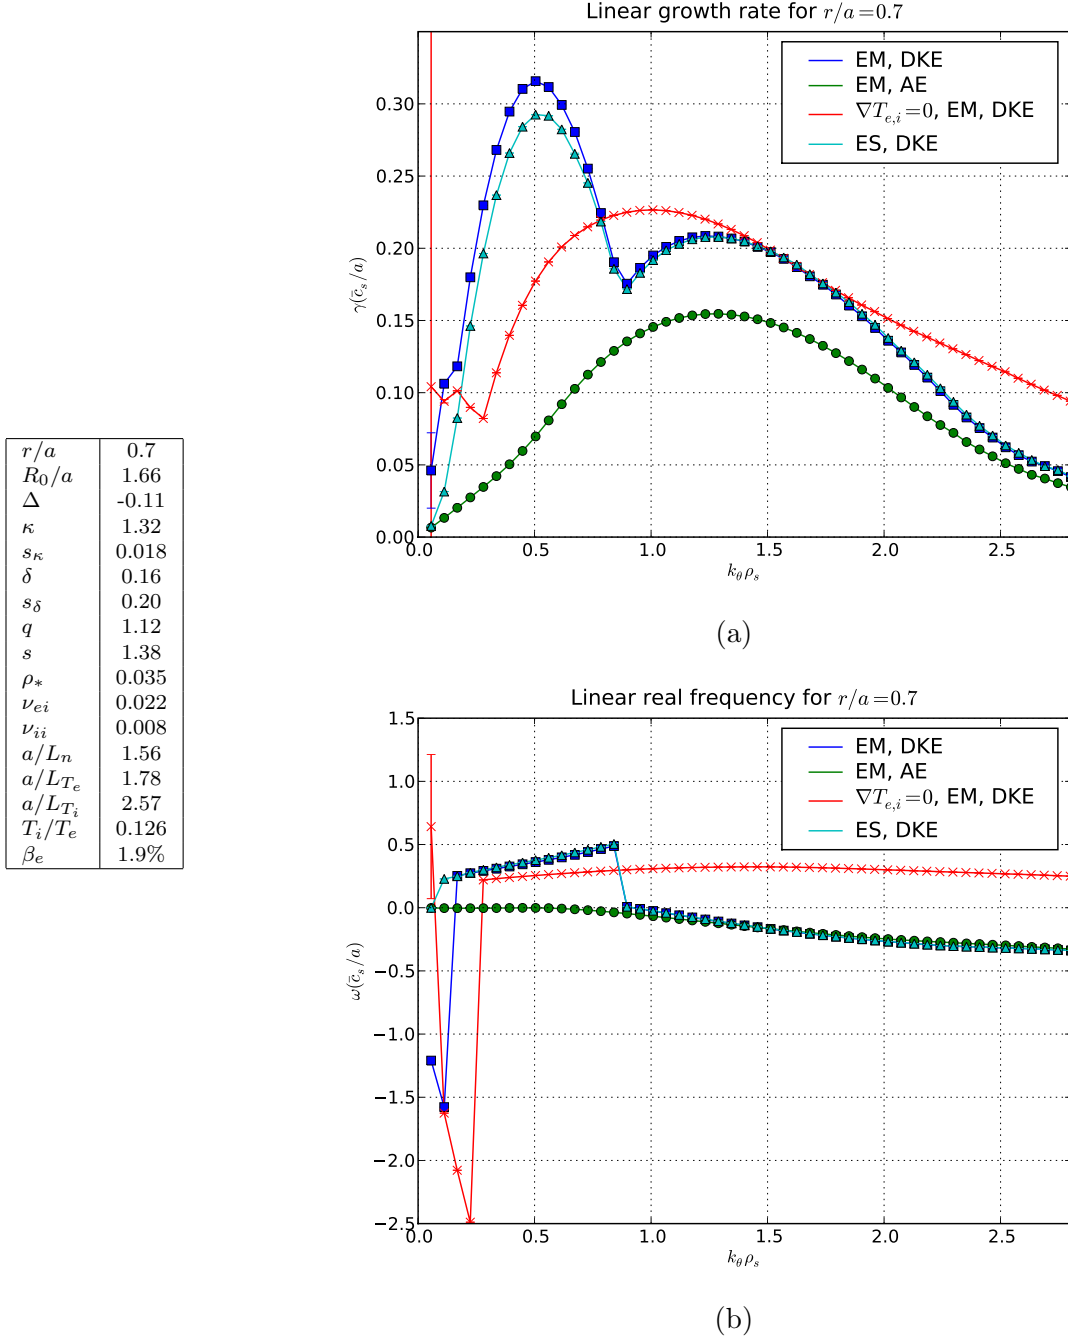 r/a 0.7
R₀/a 1.66
Δ -0.11
κ 1.32
s_κ 0.018
δ 0.16
s_δ 0.20
q 1.12
s 1.38
ρ_* 0.035
ν_ei 0.022
ν_ii 0.008
a/L_n 1.56
a/L_{T_e} 1.78
a/L_{T_i} 2.57
T_i/T_e 0.126
β_e 1.9%
Linear growth rate for r/a=0.7
EM, DKE
EM, AE
∇T_{e,i}=0, EM, DKE
ES, DKE
0.30
0.25
0.20
0.15
0.10
0.05
0.00
γ(c̄_s/a)
0.0 0.5 1.0 1.5 2.0 2.5
k_θρ_s
(a)
Linear real frequency for r/a=0.7
EM, DKE
EM, AE
∇T_{e,i}=0, EM, DKE
ES, DKE
1.5
1.0
0.5
0.0
−0.5
−1.0
−1.5
−2.0
−2.5
ω(c̄_s/a)
0.0 0.5 1.0 1.5 2.0 2.5
k_θρ_s
(b)